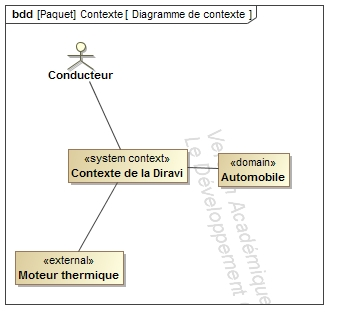 bdd [Paquet] Contexte [ Diagramme de contexte ]
Conducteur
«system context»
Contexte de la Diravi
«domain»
Automobile
«external»
Moteur thermique
Académique
Le Développement